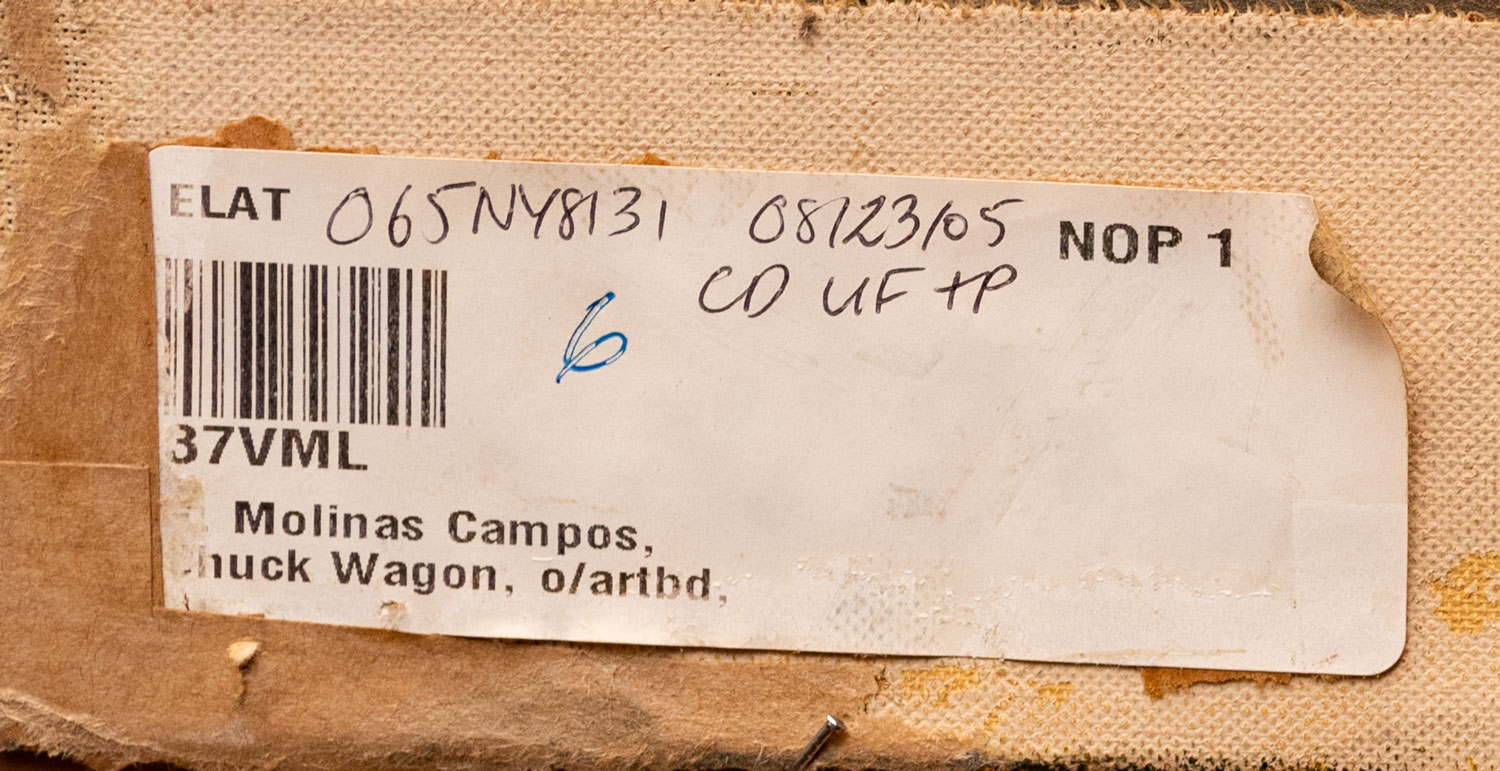 ELAT 065NY8131 08/23/05 NOP 1
CD UF +P
6
37VML
Molinas Campos,
huck Wagon, o/artbd,